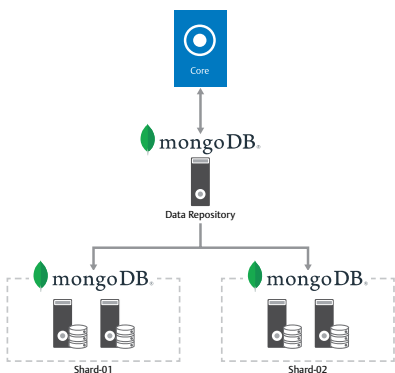 Core
mongoDB®
Data Repository
mongoDB®
mongoDB®
Shard-01
Shard-02